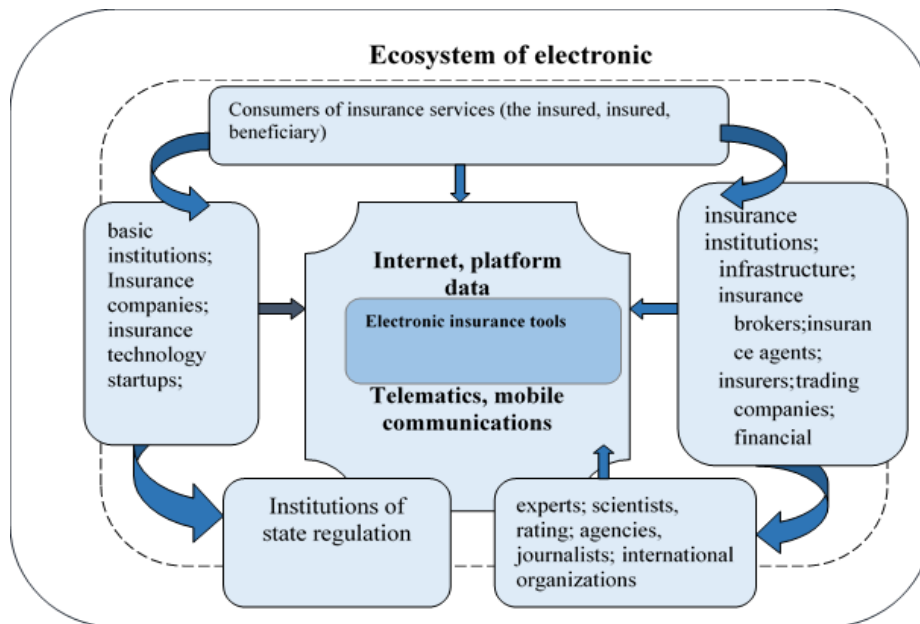 Ecosystem of electronic
Consumers of insurance services (the insured, insured,
beneficiary)
basic
institutions;
Insurance
companies;
insurance
technology
startups;
Internet, platform
data
Electronic insurance tools
Telematics, mobile
communications
insurance
institutions;
infrastructure;
insurance
brokers;insuran
ce agents;
insurers;trading
companies;
financial
Institutions of
state regulation
experts; scientists,
rating; agencies,
journalists; international
organizations